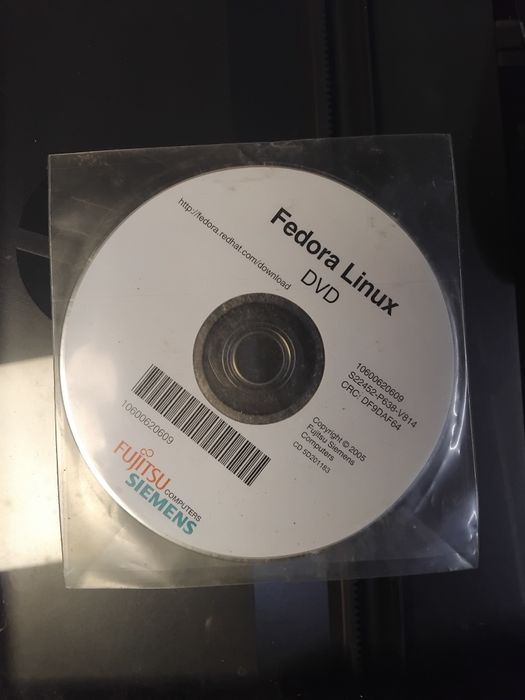 Fedora Linux
DVD
http://fedora.redhat.com/download
10600620609
S22452-P638-V814
CRC: DF9DAF64
Copyright © 2005
Fujitsu Siemens
Computers
CD 5D201183
10600620609
FUJITSU COMPUTERS
SIEMENS